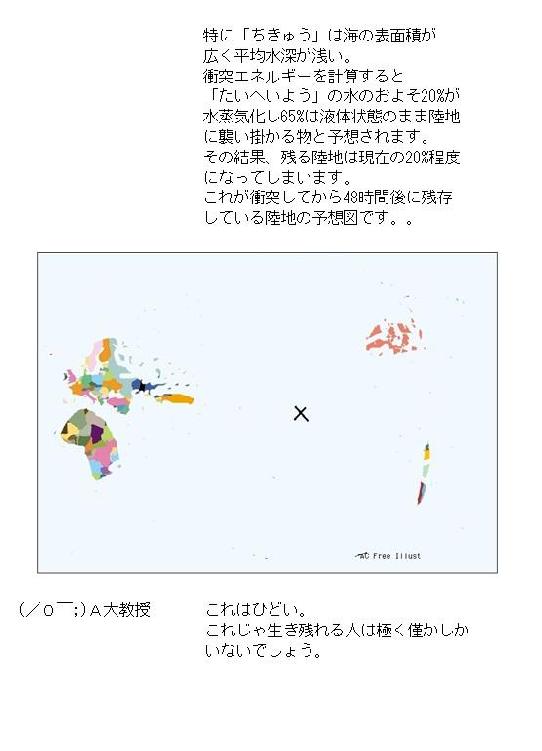 特に「ちきゅう」は海の表面積が
広く平均水深が浅い。
衝突エネルギーを計算すると
「たいへいよう」の水のおよそ20%が
水蒸気化し65%は液体状態のまま陸地
に襲い掛かる物と予想されます。
その結果、残る陸地は現在の20%程度
になってしまいます。
これが衝突してから48時間後に残存
している陸地の予想図です。。
AC Free Illust
(／０￣;)Ａ大教授
これはひどい。
これじゃ生き残れる人は極く僅かしか
いないでしょう。